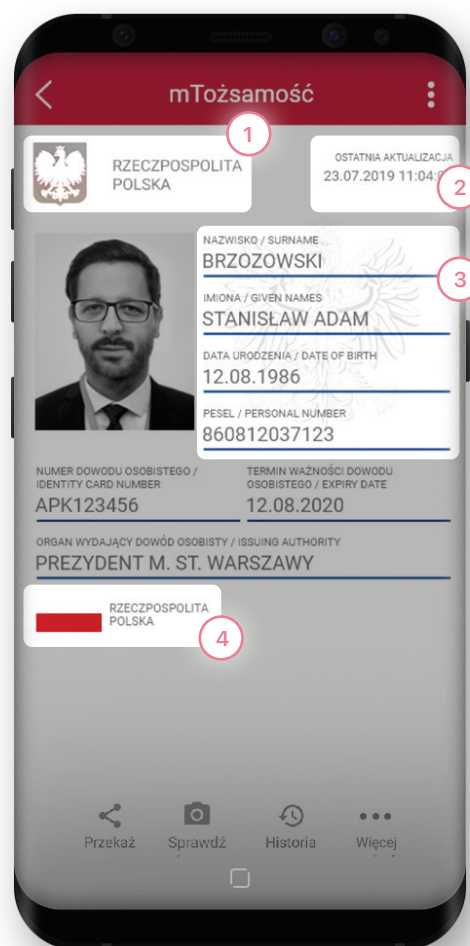 mTożsamość
1
RZECZPOSPOLITA
POLSKA
OSTATNIA AKTUALIZACJA
23.07.2019 11:04:
2
NAZWISKO / SURNAME
BRZOZOWSKI
3
IMIONA / GIVEN NAMES
STANISŁAW ADAM
DATA URODZENIA / DATE OF BIRTH
12.08.1986
PESEL / PERSONAL NUMBER
860812037123
NUMER DOWODU OSOBISTEGO /
IDENTITY CARD NUMBER
APK123456
TERMIN WAŻNOŚCI DOWODU
OSOBISTEGO / EXPIRY DATE
12.08.2020
ORGAN WYDAJĄCY DOWÓD OSOBISTY / ISSUING AUTHORITY
PREZYDENT M. ST. WARSZAWY
RZECZPOSPOLITA
POLSKA
4
Przekaż Sprawdź Historia Więcej